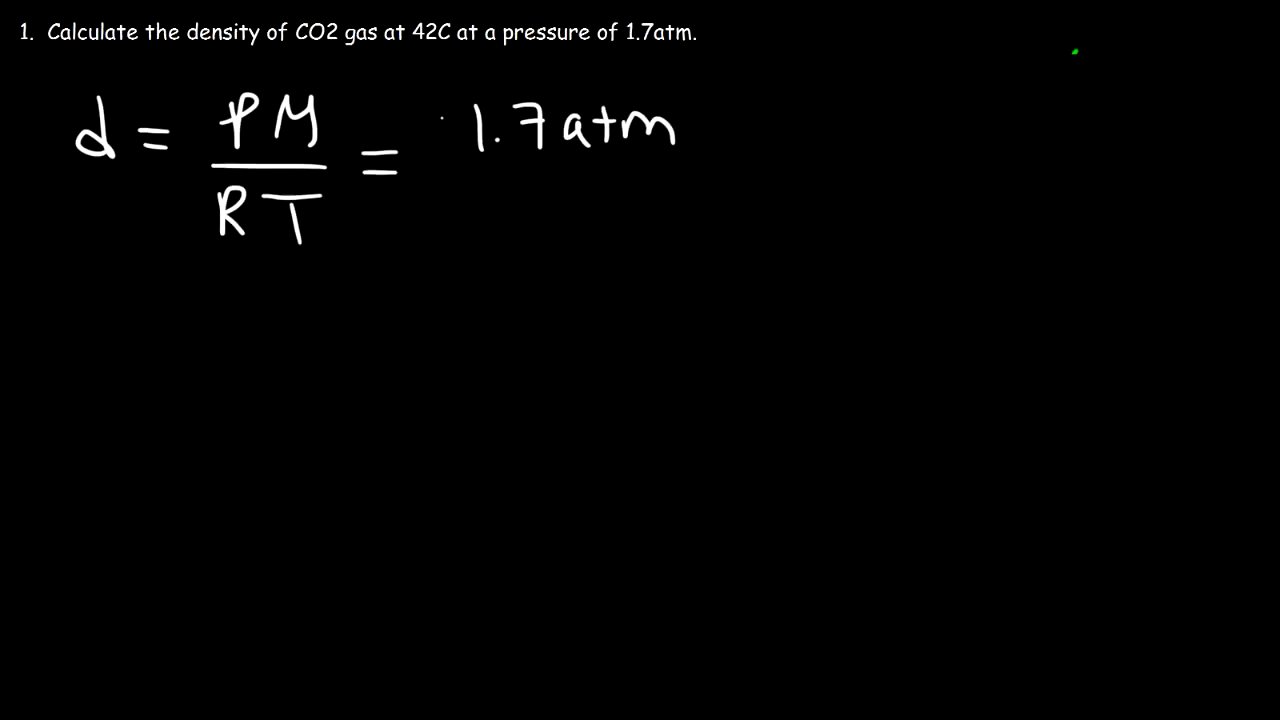 1. Calculate the density of CO2 gas at 42C at a pressure of 1.7atm.
d = PM / RT = 1.7atm